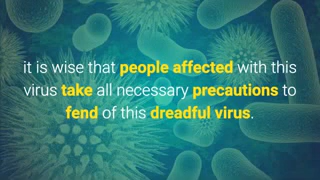 it is wise that people affected with this
virus take all necessary precautions to
fend of this dreadful virus.